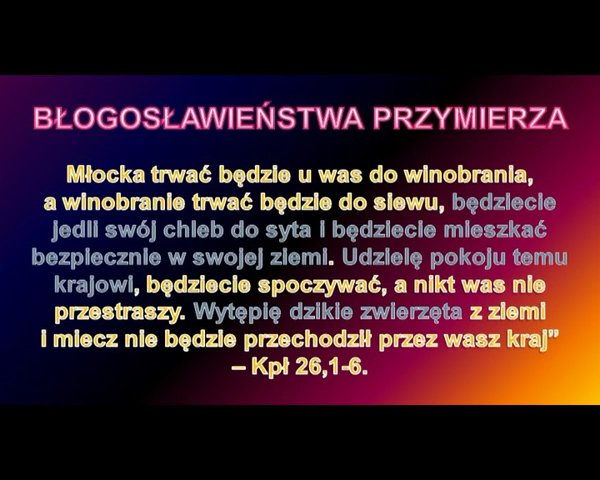 BŁOGOSŁAWIEŃSTWA PRZYMIERZA
Młocka trwać będzie u was do winobrania,
a winobranie trwać będzie do siewu, będziecie
jedli swój chleb do syta i będziecie mieszkać
bezpiecznie w swojej ziemi. Udzielę pokoju temu
krajowi, będziecie spoczywać, a nikt was nie
przestraszy. Wytępię dzikie zwierzęta z ziemi
i miecz nie będzie przechodził przez wasz kraj”
– Kpł 26,1-6.